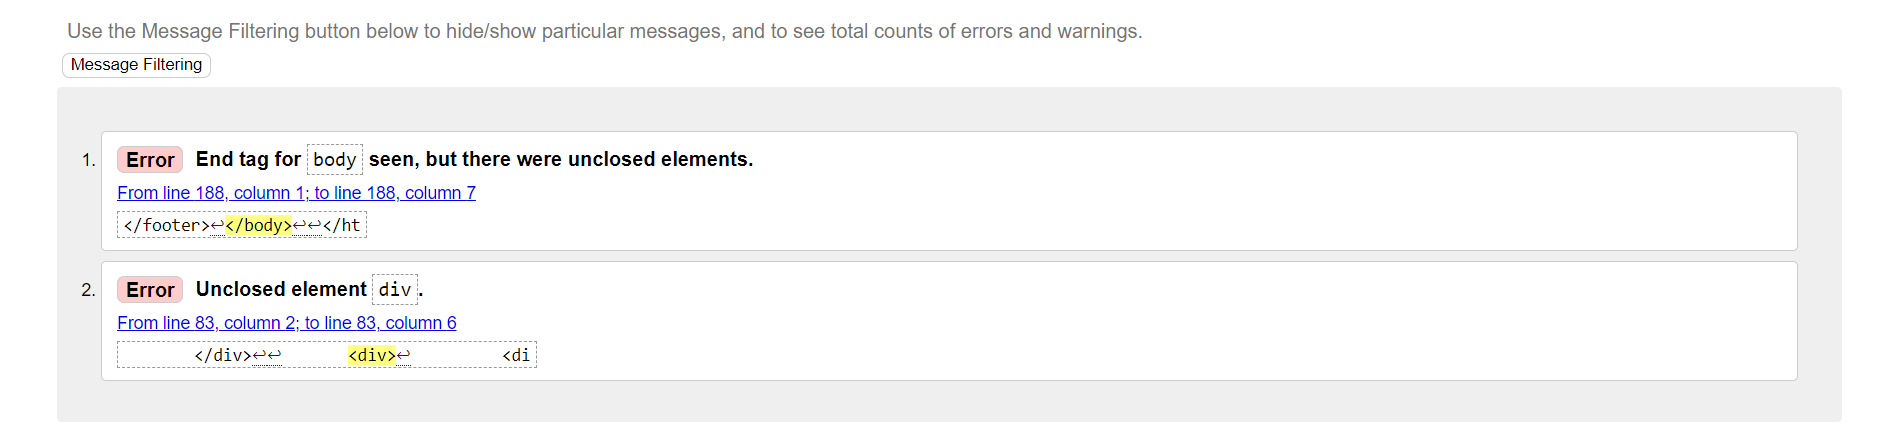 Use the Message Filtering button below to hide/show particular messages, and to see total counts of errors and warnings.
Message Filtering
1. Error End tag for body seen, but there were unclosed elements.
From line 188, column 1; to line 188, column 7
</footer>↩</body>↩↩</ht
2. Error Unclosed element div.
From line 83, column 2; to line 83, column 6
</div>↩↩ <div>↩ <di